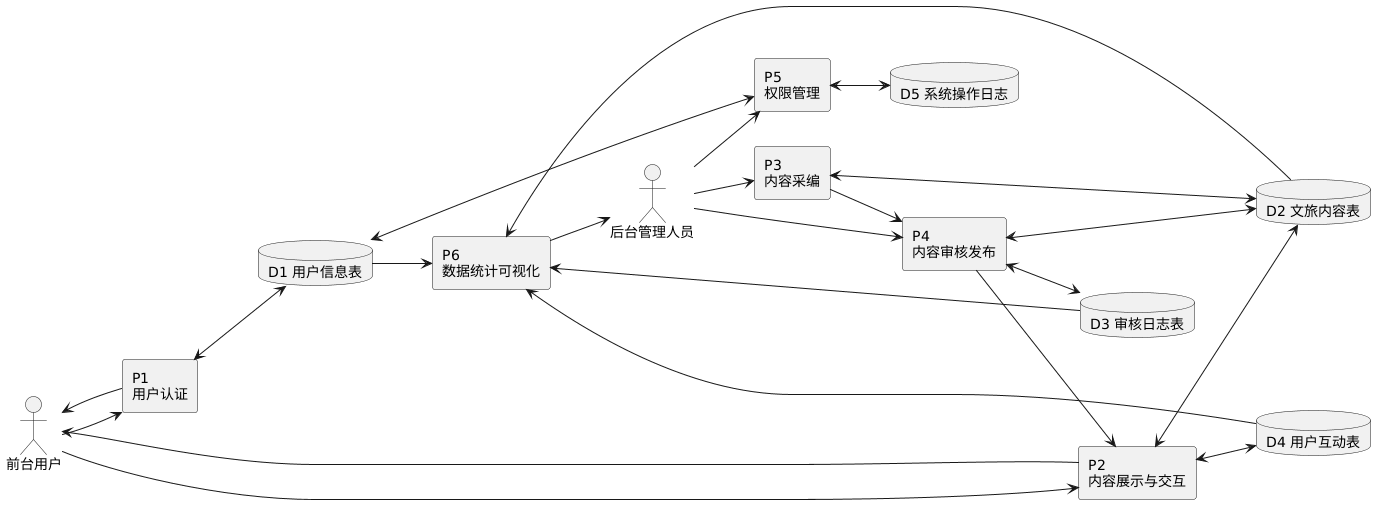 P5
权限管理
D5 系统操作日志
P3
内容采编
后台管理人员
D2 文旅内容表
P4
内容审核发布
D1 用户信息表
P6
数据统计可视化
D3 审核日志表
P1
用户认证
前台用户
D4 用户互动表
P2
内容展示与交互